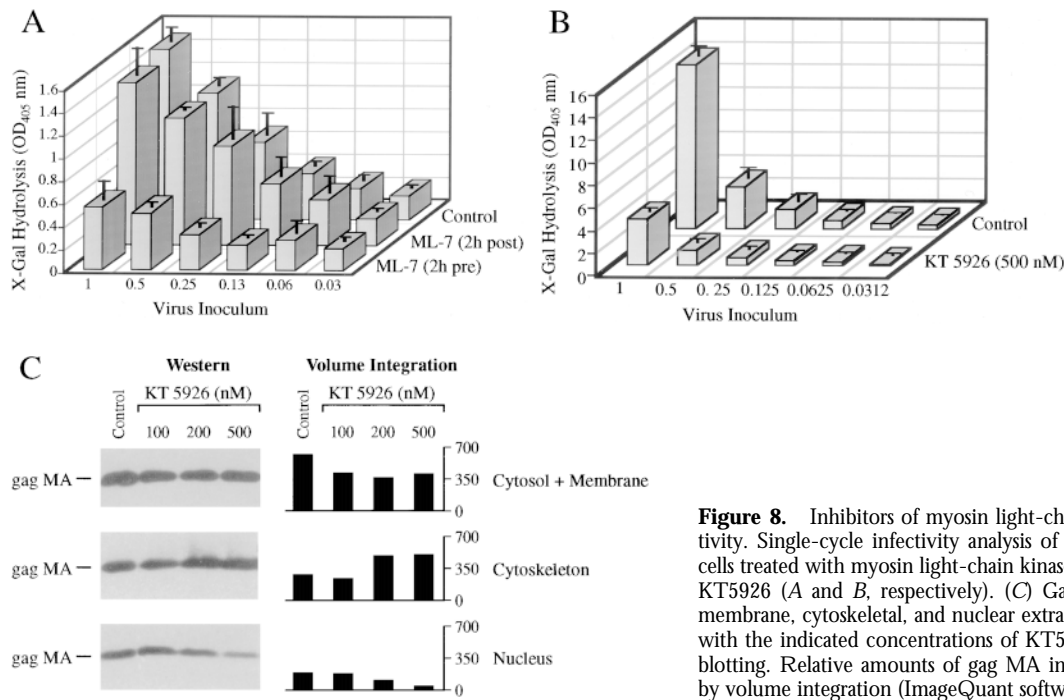 A
X-Gal Hydrolysis (OD405 nm)
1.6
1.4
1.2
1
0.8
0.6
0.4
0.2
0
1 0.5 0.25 0.13 0.06 0.03
Virus Inoculum
Control
ML-7 (2h post)
ML-7 (2h pre)
B
X-Gal Hydrolysis (OD405 nm)
16
14
12
10
8
6
4
2
0
1 0.5 0. 25 0.125 0.0625 0.0312
Virus Inoculum
Control
KT 5926 (500 nM)
C
Western
Control
KT 5926 (nM)
100 200 500
Volume Integration
Control
KT 5926 (nM)
100 200 500
gag MA
700
350
0
Cytosol + Membrane
gag MA
700
350
0
Cytoskeleton
gag MA
700
350
0
Nucleus
Figure 8. Inhibitors of myosin light-cha
tivity. Single-cycle infectivity analysis of
cells treated with myosin light-chain kinas
KT5926 (A and B, respectively). (C) Ga
membrane, cytoskeletal, and nuclear extra
with the indicated concentrations of KT5
blotting. Relative amounts of gag MA in
by volume integration (ImageQuant softw